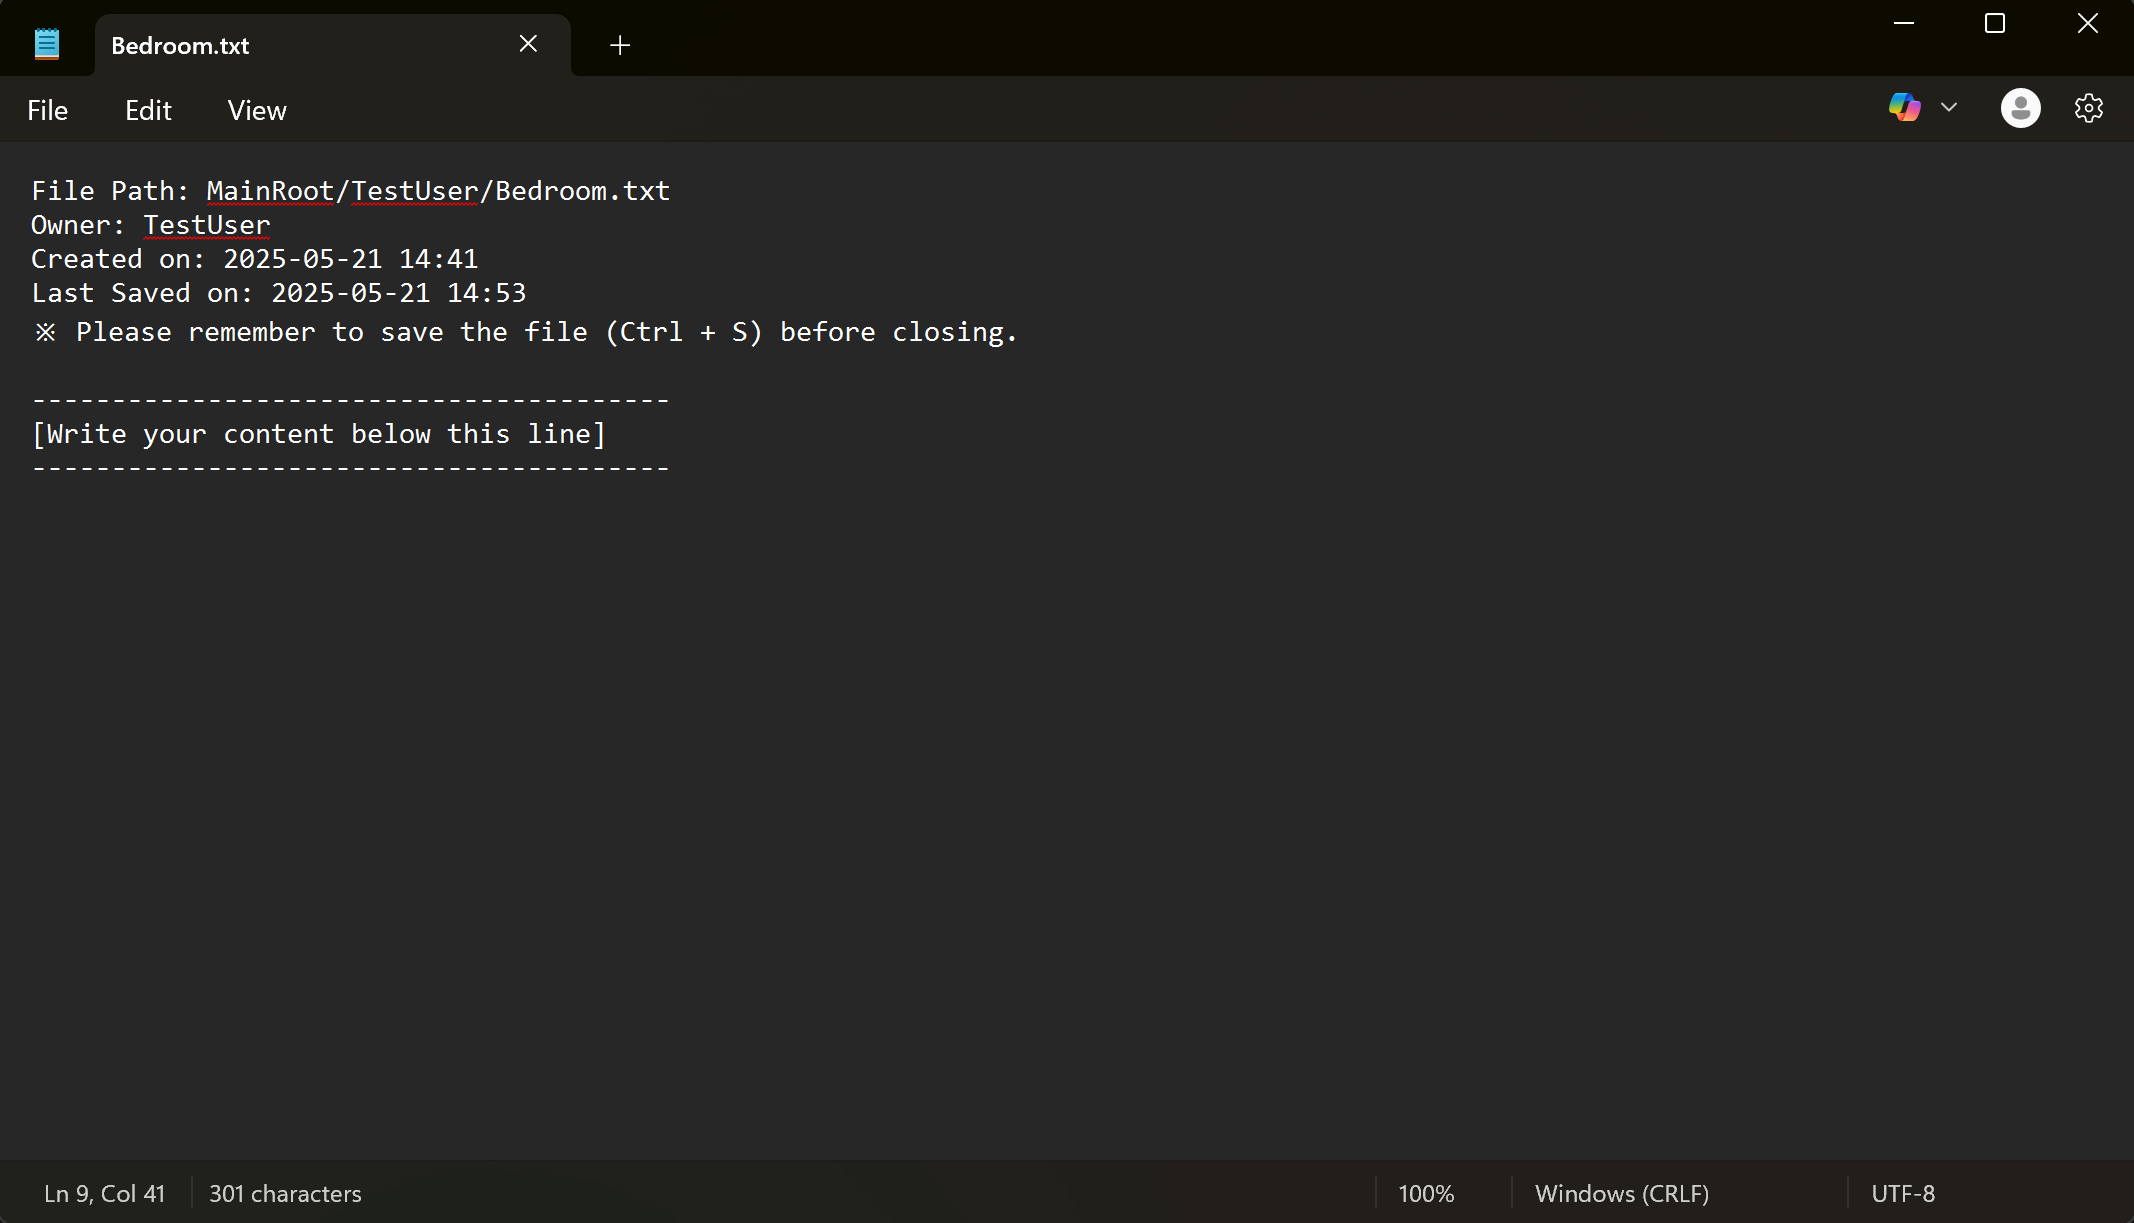 Bedroom.txt
File Edit View
File Path: MainRoot/TestUser/Bedroom.txt
Owner: TestUser
Created on: 2025-05-21 14:41
Last Saved on: 2025-05-21 14:53
※ Please remember to save the file (Ctrl + S) before closing.
----------------------------------------
[Write your content below this line]
----------------------------------------
Ln 9, Col 41 301 characters 100% Windows (CRLF) UTF-8